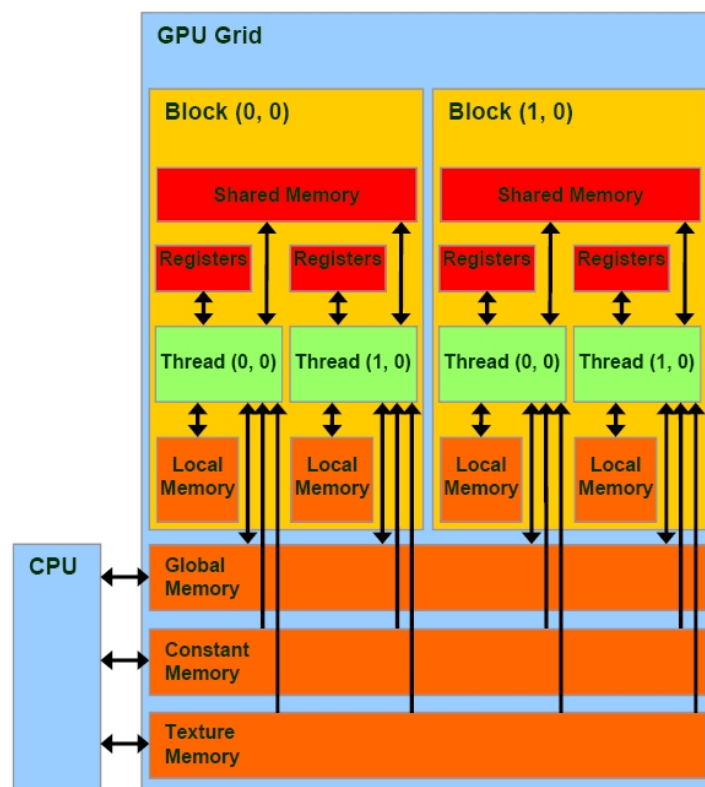 GPU Grid
Block (0, 0)
Block (1, 0)
Shared Memory
Shared Memory
Registers
Registers
Registers
Registers
Thread (0, 0)
Thread (1, 0)
Thread (0, 0)
Thread (1, 0)
Local
Memory
Local
Memory
Local
Memory
Local
Memory
CPU
Global
Memory
Constant
Memory
Texture
Memory